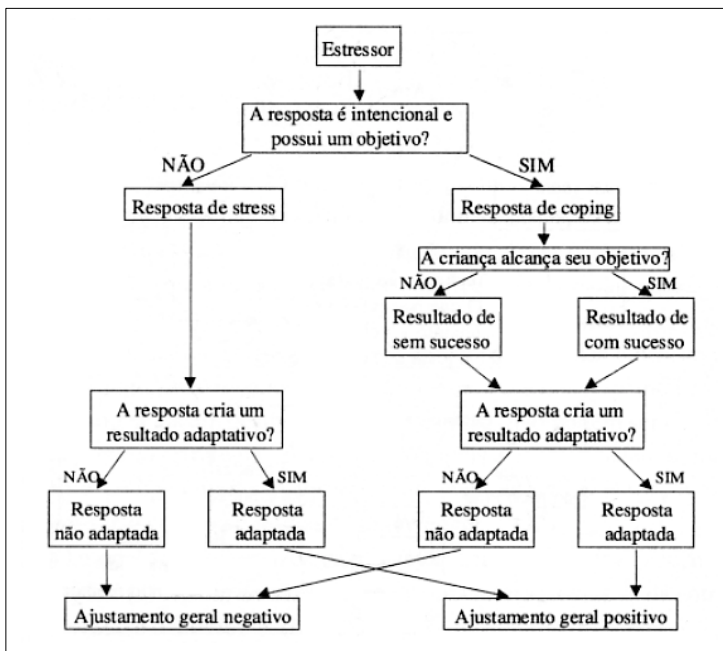 Estressor
A resposta é intencional e
possui um objetivo?
NÃO
SIM
Resposta de stress
Resposta de coping
A criança alcança seu objetivo?
NÃO
SIM
Resultado de
sem sucesso
Resultado de
com sucesso
A resposta cria um
resultado adaptativo?
A resposta cria um
resultado adaptativo?
NÃO
SIM
NÃO
SIM
Resposta
não adaptada
Resposta
adaptada
Resposta
não adaptada
Resposta
adaptada
Ajustamento geral negativo
Ajustamento geral positivo